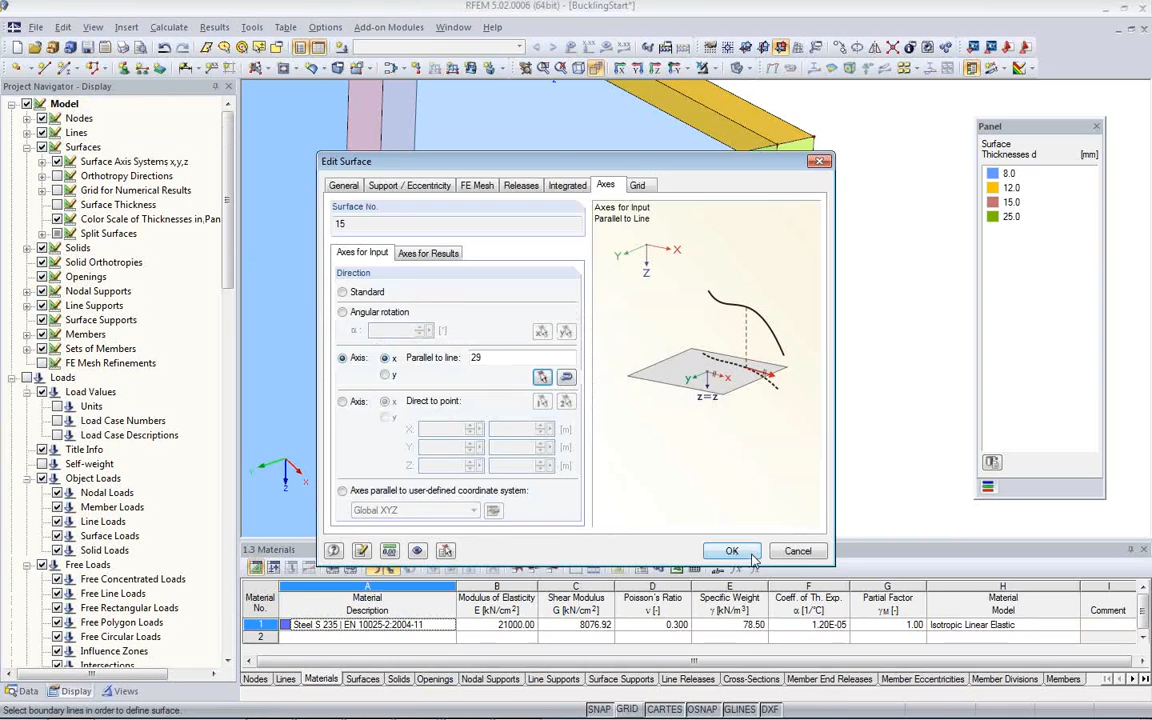 RFEM 5.02.0006 (64bit) - [BucklingStart*]
File Edit View Insert Calculate Results Tools Table Options Add-on Modules Window Help
Project Navigator - Display
Model
Nodes
Lines
Surfaces
Surface Axis Systems x,y,z
Orthotropy Directions
Grid for Numerical Results
Surface Thickness
Color Scale of Thicknesses in,Pan
Split Surfaces
Solids
Solid Orthotropies
Openings
Nodal Supports
Line Supports
Surface Supports
Members
Sets of Members
FE Mesh Refinements
Loads
Load Values
Units
Load Case Numbers
Load Case Descriptions
Title Info
Self-weight
Object Loads
Nodal Loads
Member Loads
Line Loads
Surface Loads
Solid Loads
Free Loads
Free Concentrated Loads
Free Line Loads
Free Rectangular Loads
Free Polygon Loads
Free Circular Loads
Influence Zones
Intersections
Data Display Views
Edit Surface
General Support / Eccentricity FE Mesh Releases Integrated Axes Grid
Surface No.
15
Axes for Input Axes for Results
Direction
Standard
Angular rotation
α : [°]
Axis: x Parallel to line: 29
y
Axis: x Direct to point:
y
X: [m]
Y: [m]
Z: [m]
Axes parallel to user-defined coordinate system:
Global XYZ
Axes for Input
Parallel to Line
Y X
Z
y x
z=z
OK Cancel
Panel
Surface
Thicknesses d [mm]
8.0
12.0
15.0
25.0
Y X
Z
1.3 Materials
A B C D E F G H I
Material Material Modulus of Elasticity Shear Modulus Poisson's Ratio Specific Weight Coeff. of Th. Exp. Partial Factor Material
No. Description E [kN/cm²] G [kN/cm²] ν [-] γ [kN/m³] α [1/°C] γM [-] Model Comment
1 Steel S 235 | EN 10025-2:2004-11 21000.00 8076.92 0.300 78.50 1.20E-05 1.00 Isotropic Linear Elastic
2
Nodes Lines Materials Surfaces Solids Openings Nodal Supports Line Supports Surface Supports Line Releases Cross-Sections Member End Releases Member Eccentricities Member Divisions Members
Select boundary lines in order to define surface.
SNAP GRID CARTES OSNAP GLINES DXF